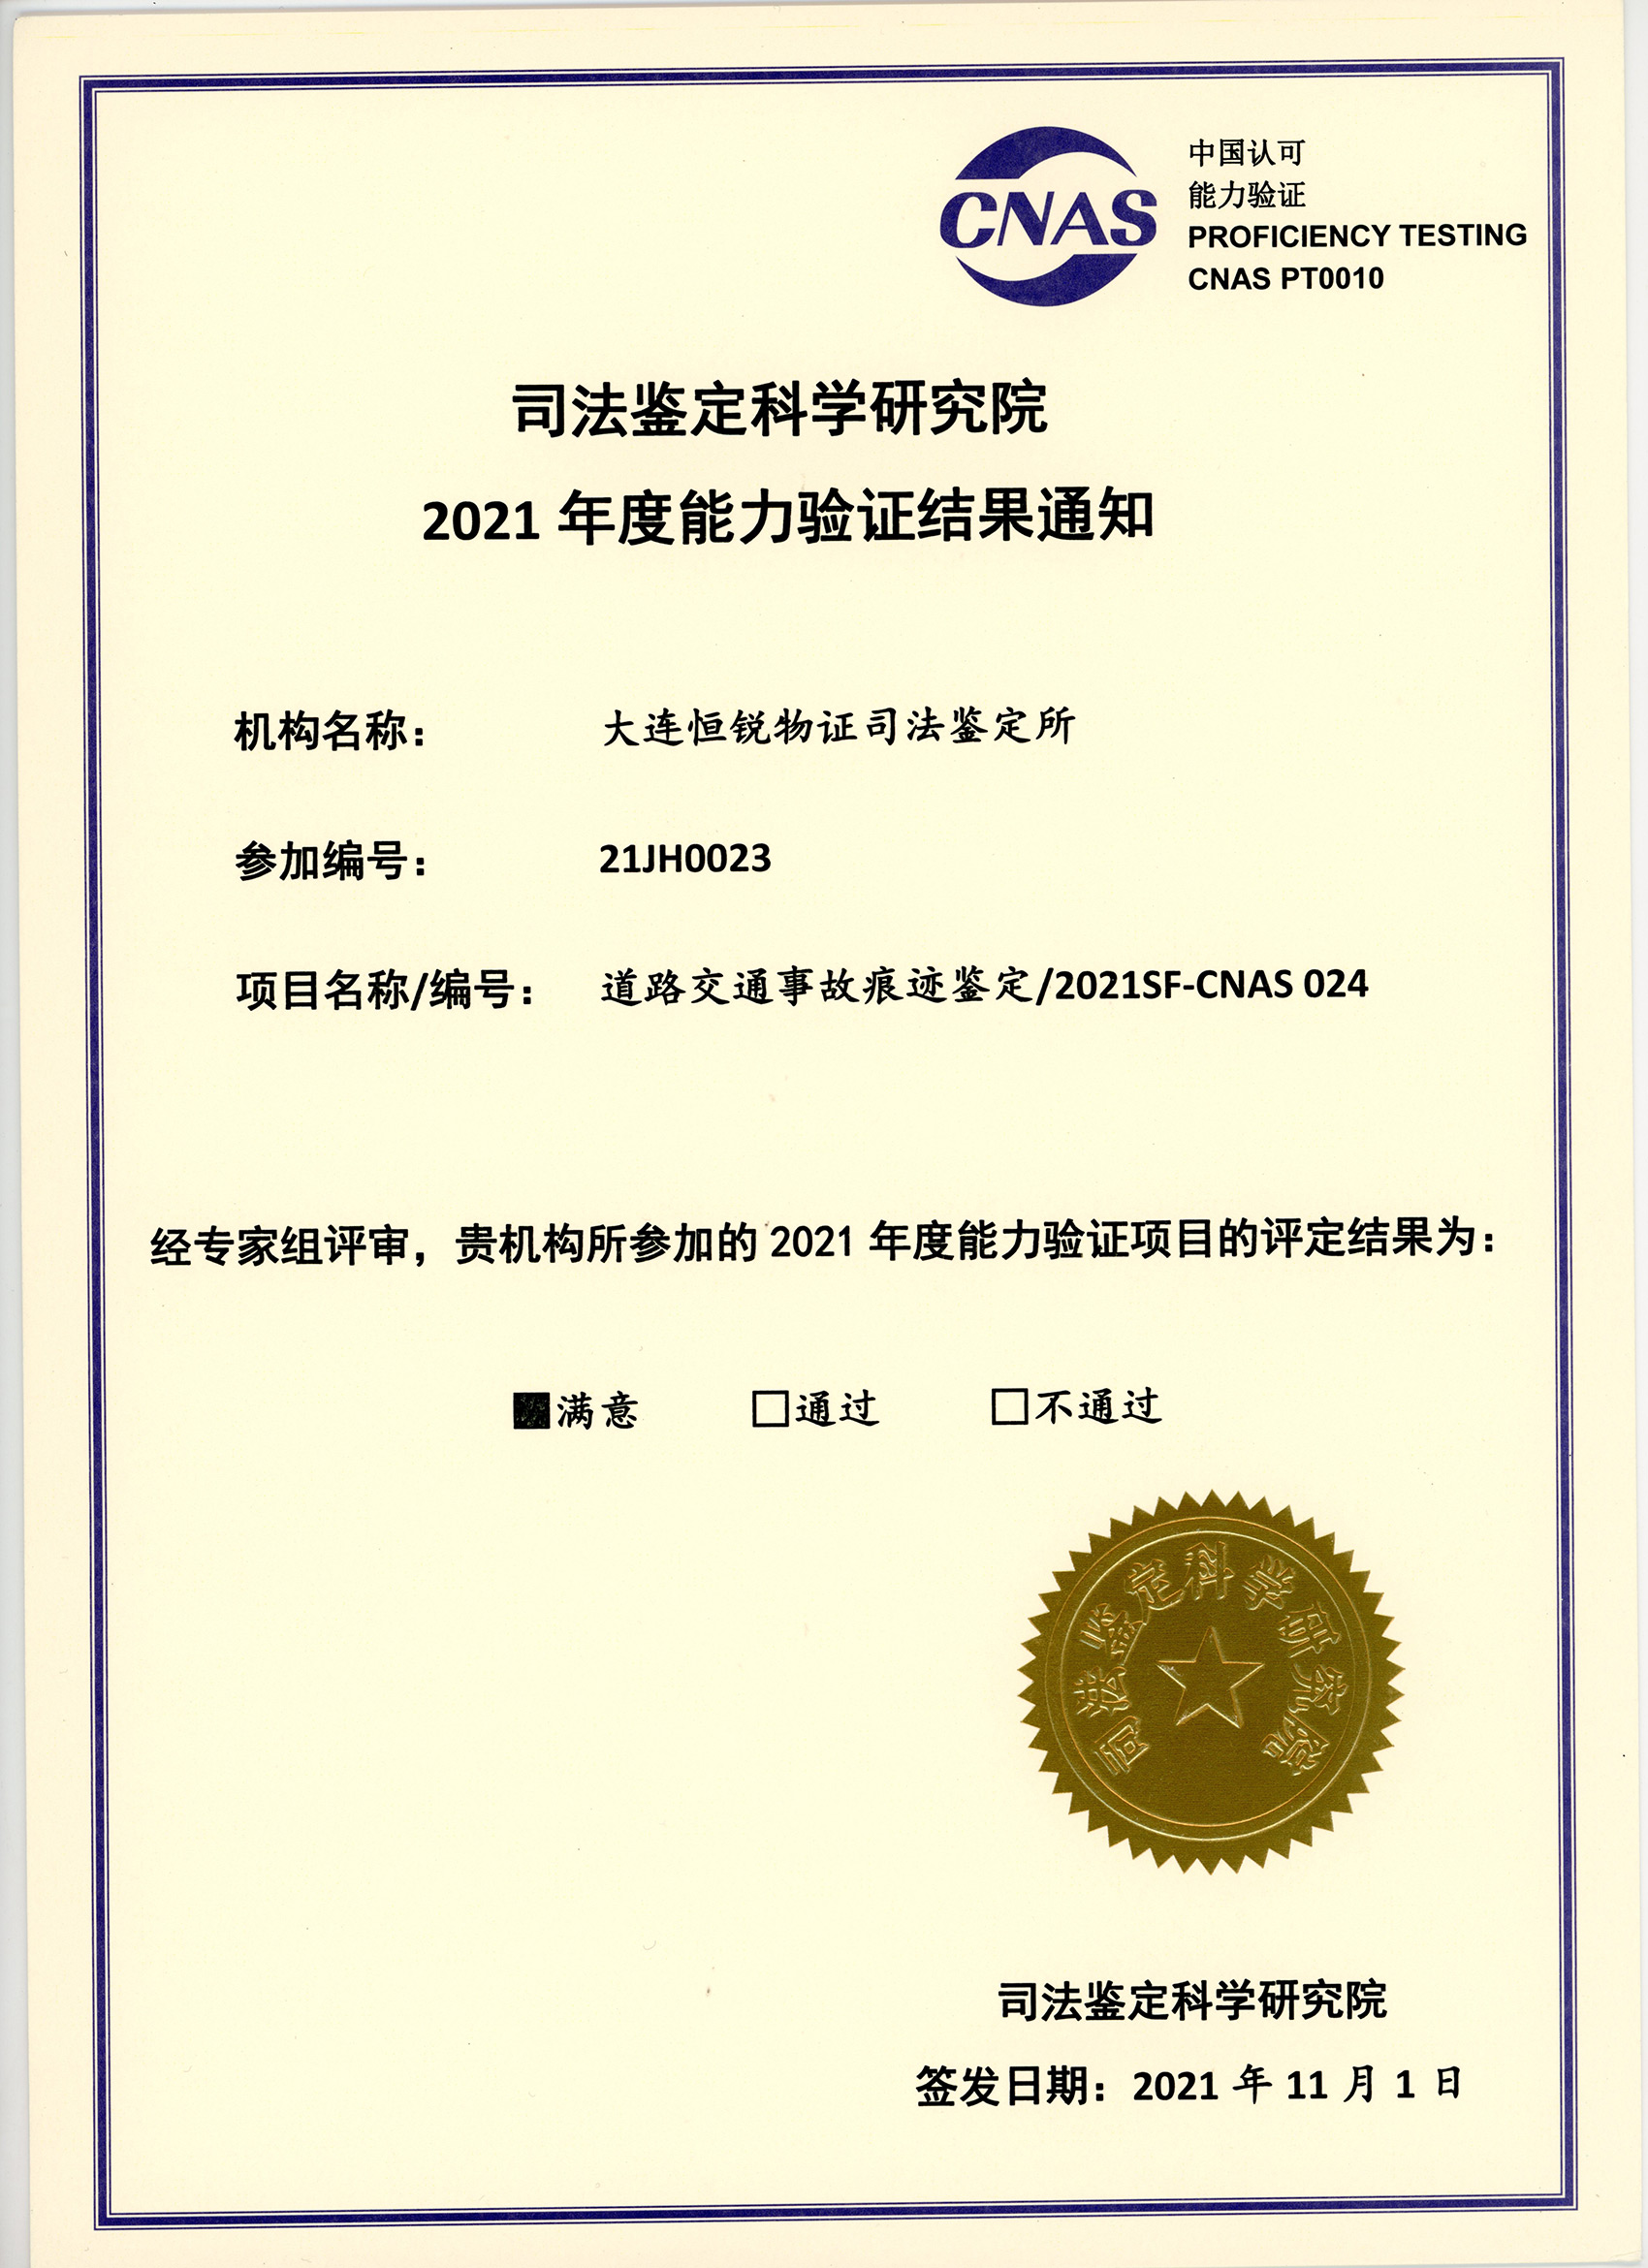 CNAS
中国认可
能力验证
PROFICIENCY TESTING
CNAS PT0010
司法鉴定科学研究院
2021 年度能力验证结果通知
机构名称： 大连恒锐物证司法鉴定所
参加编号： 21JH0023
项目名称/编号： 道路交通事故痕迹鉴定/2021SF-CNAS 024
经专家组评审，贵机构所参加的 2021 年度能力验证项目的评定结果为：
■满意 □通过 □不通过
司法鉴定科学研究院
司法鉴定科学研究院
签发日期：2021 年 11 月 1 日